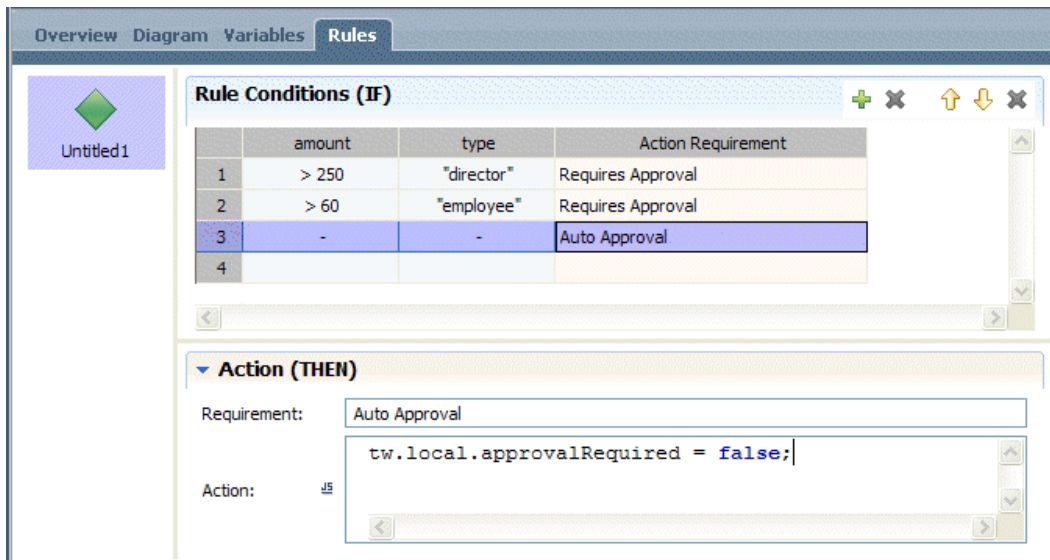 Overview Diagram Variables Rules
Untitled1
Rule Conditions (IF)
amount type Action Requirement
1 > 250 "director" Requires Approval
2 > 60 "employee" Requires Approval
3 - - Auto Approval
4
Action (THEN)
Requirement: Auto Approval
Action: JS tw.local.approvalRequired = false;